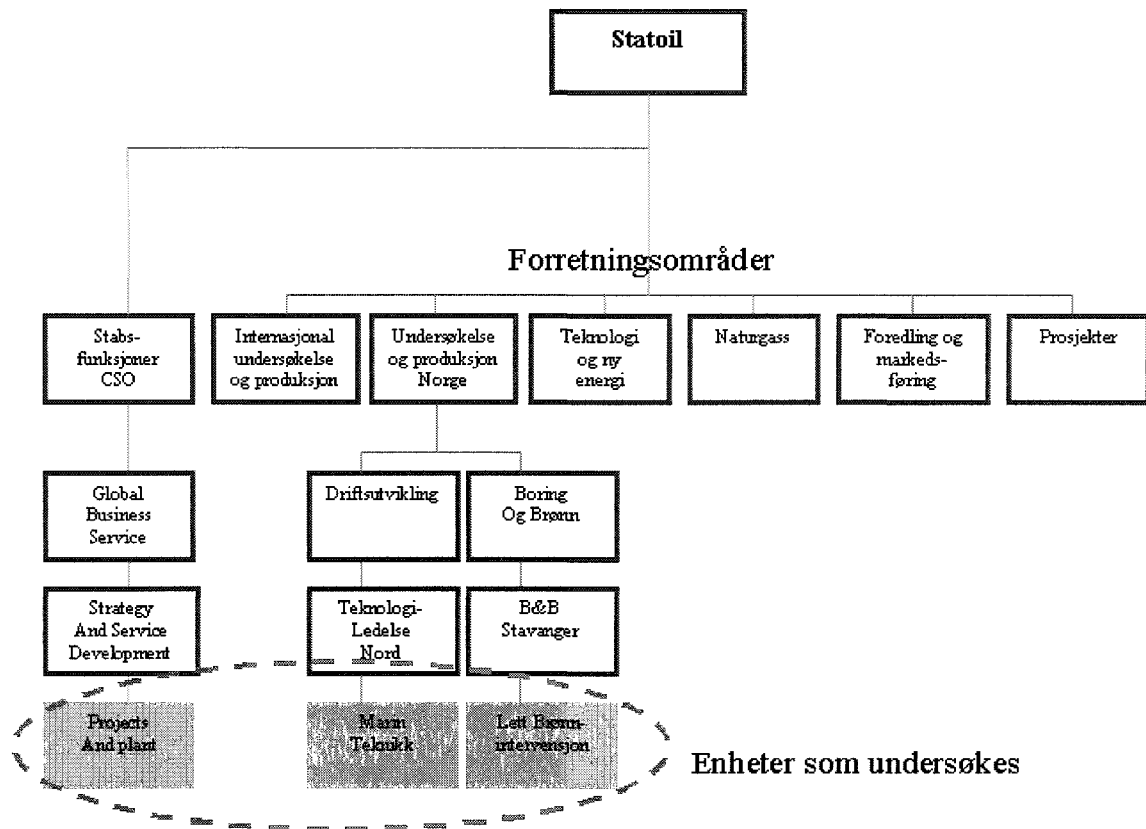 Statoil
Forretningsområder
Stabs-
funksjoner
CSO
Internasjonal
undersøkelse
og produksjon
Undersøkelse
og produksjon
Norge
Teknologi
og ny
energi
Naturgass
Foredling og
markeds-
føring
Prosjekter
Global
Business
Service
Driftsutvikling
Boring
Og Brønn
Strategy
And Service
Development
Teknologi-
Ledelse
Nord
B&B
Stavanger
Projects
And plant
Marin
Teknikk
Lett Brønn-
intervensjon
Enheter som undersøkes